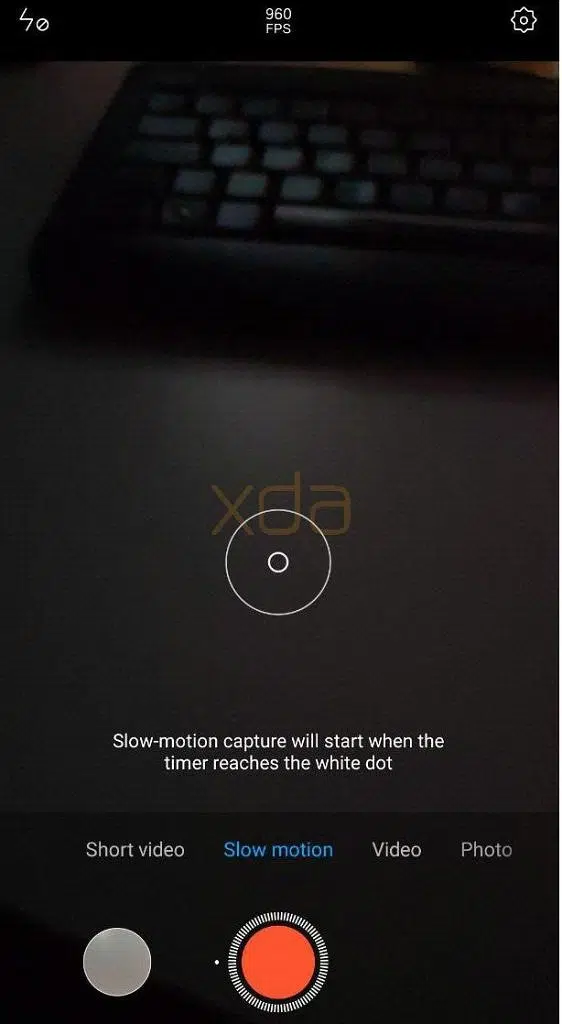 960
FPS
xda
Slow-motion capture will start when the
timer reaches the white dot
Short video Slow motion Video Photo